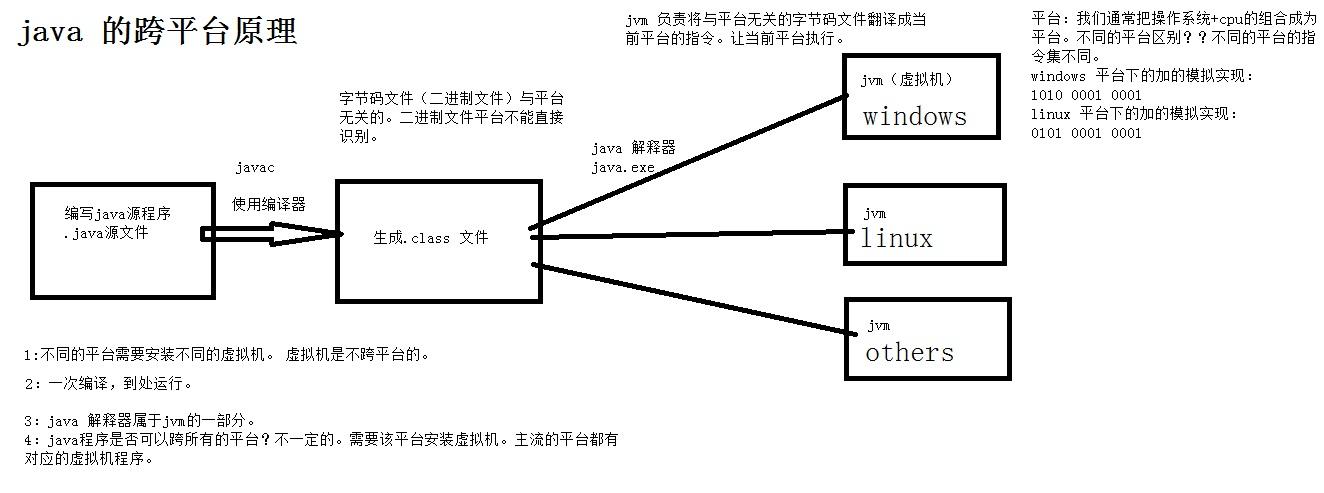 java 的跨平台原理
jvm 负责将与平台无关的字节码文件翻译成当
前平台的指令。让当前平台执行。
平台：我们通常把操作系统+cpu的组合成为
平台。不同的平台区别？？不同的平台的指
令集不同。
windows 平台下的加的模拟实现：
1010 0001 0001
linux 平台下的加的模拟实现：
0101 0001 0001
字节码文件（二进制文件）与平台
无关的。二进制文件平台不能直接
识别。
jvm（虚拟机）
windows
java 解释器
java.exe
javac
使用编译器
编写java源程序
.java源文件
生成.class 文件
jvm
linux
jvm
others
1:不同的平台需要安装不同的虚拟机。 虚拟机是不跨平台的。
2：一次编译，到处运行。
3：java 解释器属于jvm的一部分。
4：java程序是否可以跨所有的平台？不一定的。需要该平台安装虚拟机。主流的平台都有
对应的虚拟机程序。